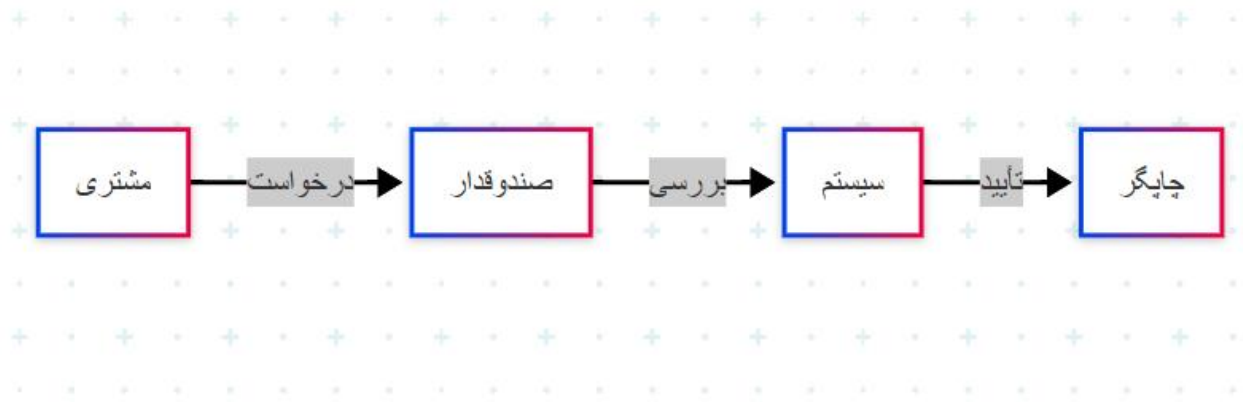 مشتری
درخواست
صندوقدار
بررسی
سیستم
تأیید
چاپگر